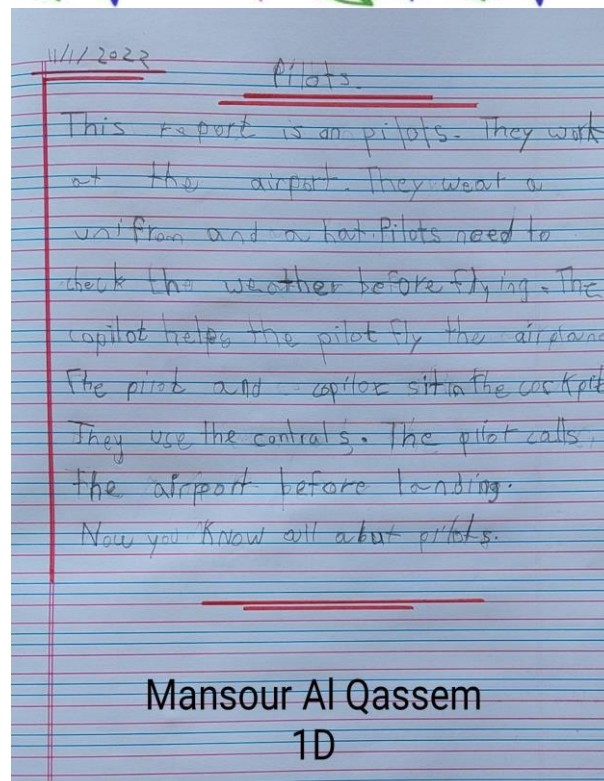 11/1/2022
Pilots.
This report is on pilots. They work
at the airport. They wear a
unifrom and a hat. Pilots need to
check the weather before flying. The
copilot helps the pilot fly the airplane
The pilot and copilot sit in the cockpit
They use the contrals. The pilot calls
the airport before landing.
Now you know all abut pilots.
Mansour Al Qassem
1D